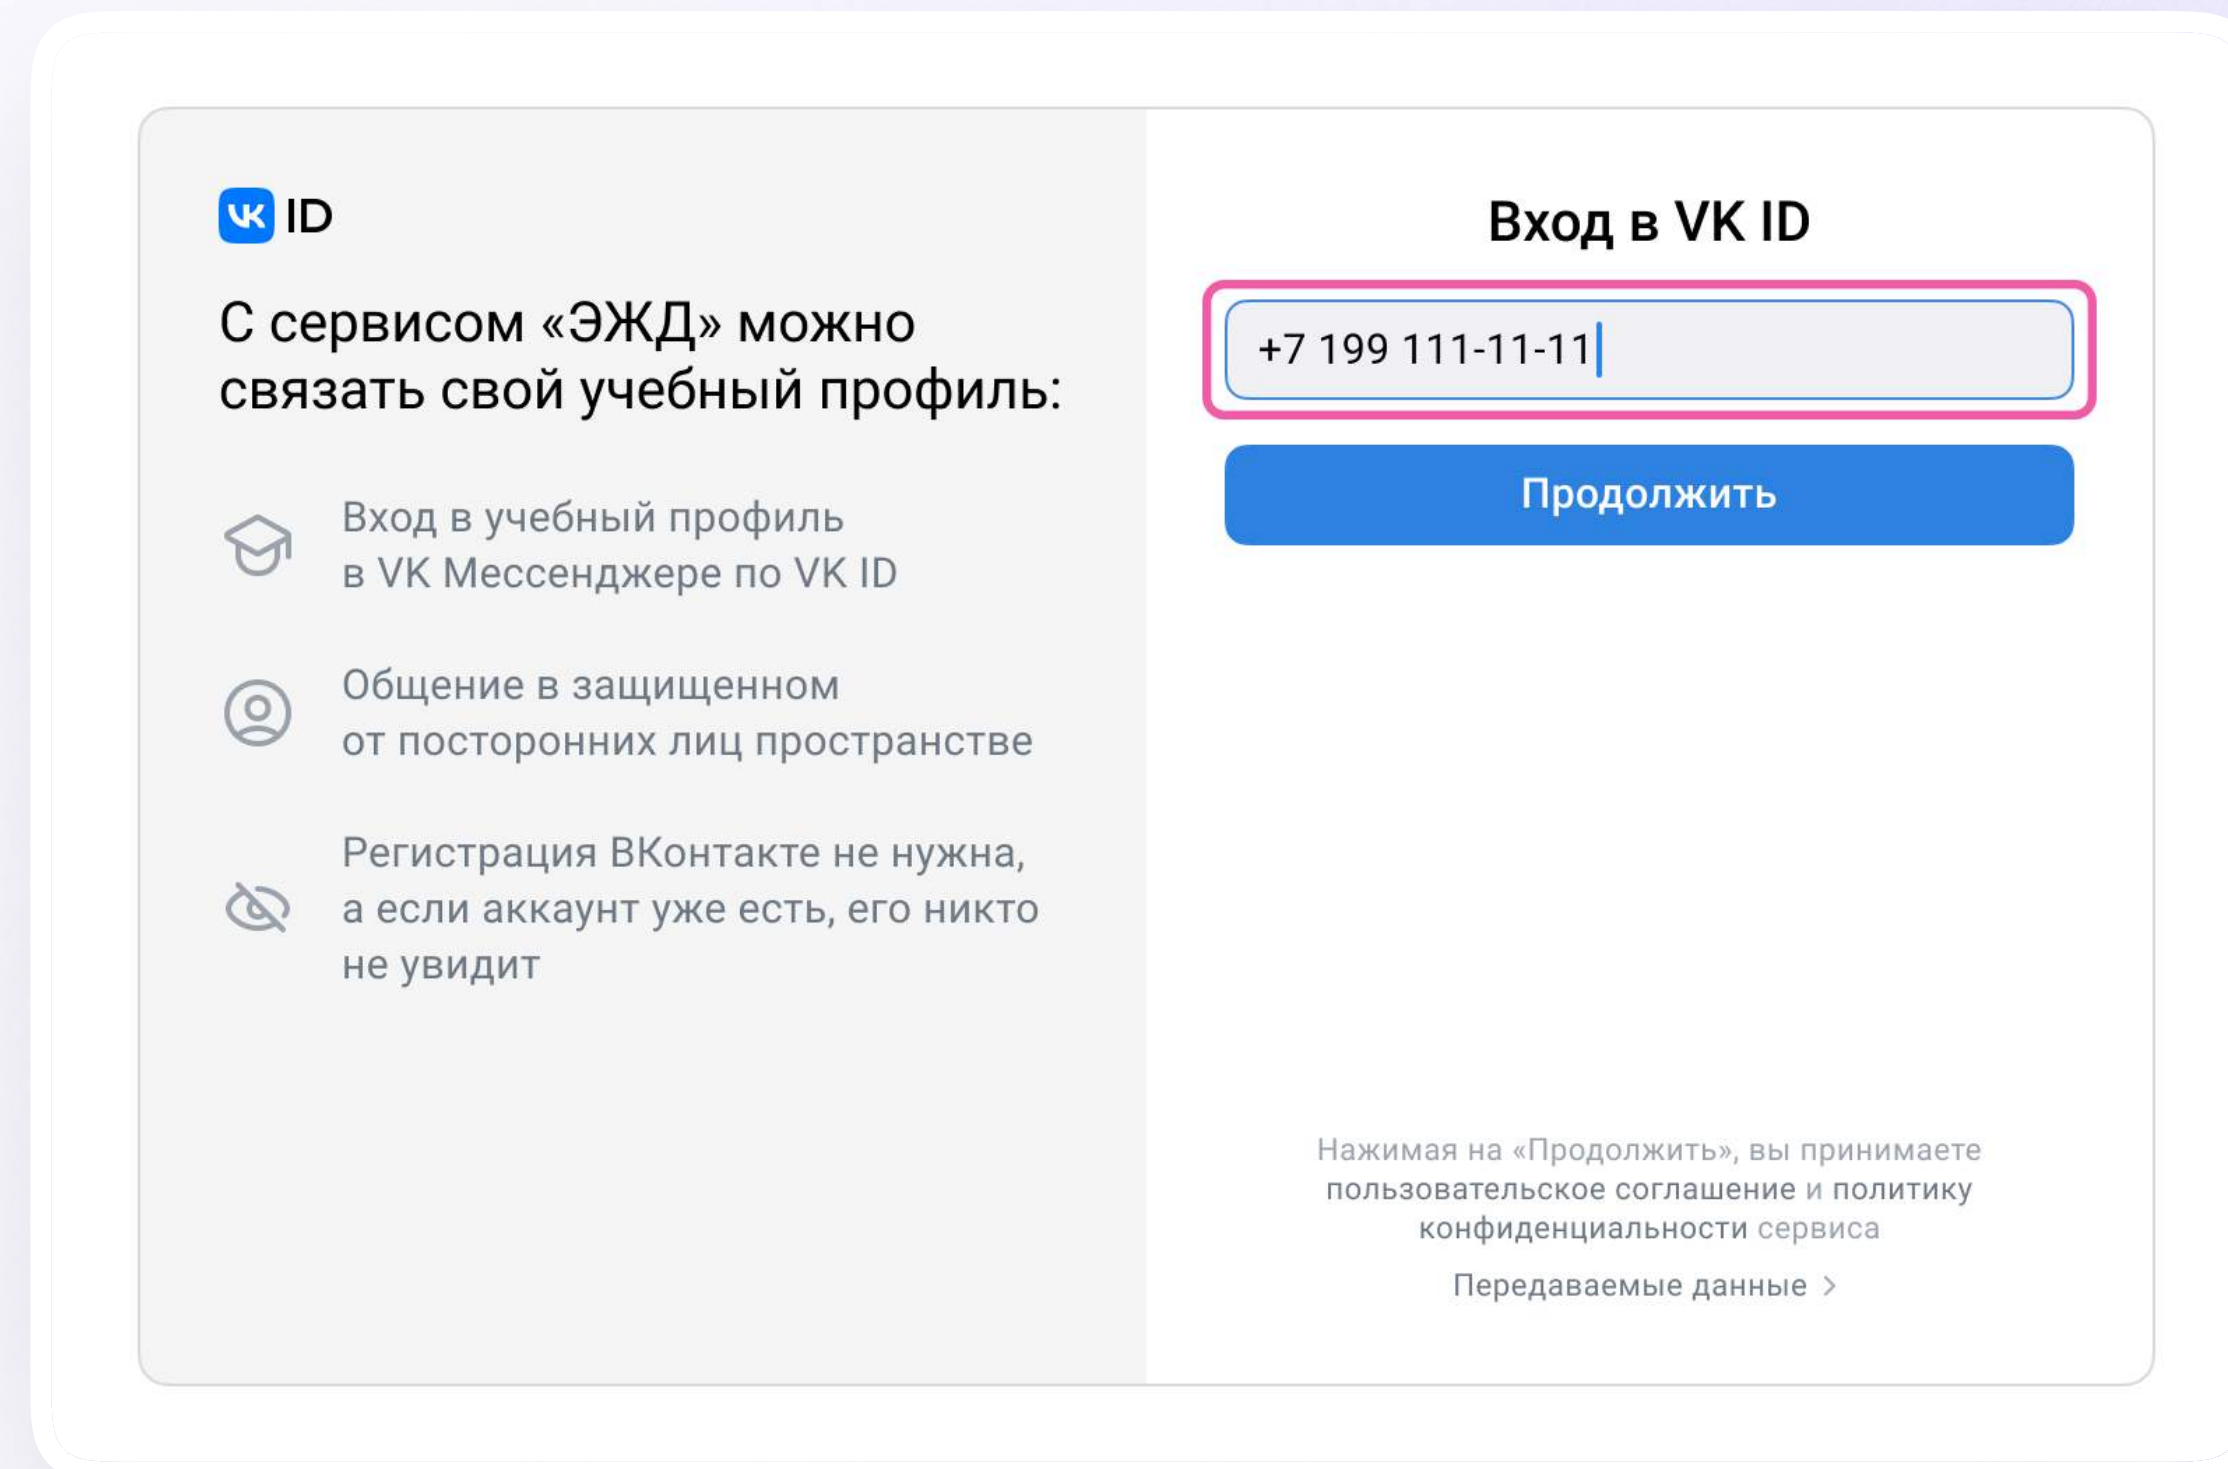 VK ID
С сервисом «ЭЖД» можно
связать свой учебный профиль:
Вход в учебный профиль
в VK Мессенджере по VK ID
Общение в защищенном
от посторонних лиц пространстве
Регистрация ВКонтакте не нужна,
а если аккаунт уже есть, его никто
не увидит
Вход в VK ID
+7 199 111-11-11
Продолжить
Нажимая на «Продолжить», вы принимаете
пользовательское соглашение и политику
конфиденциальности сервиса
Передаваемые данные >